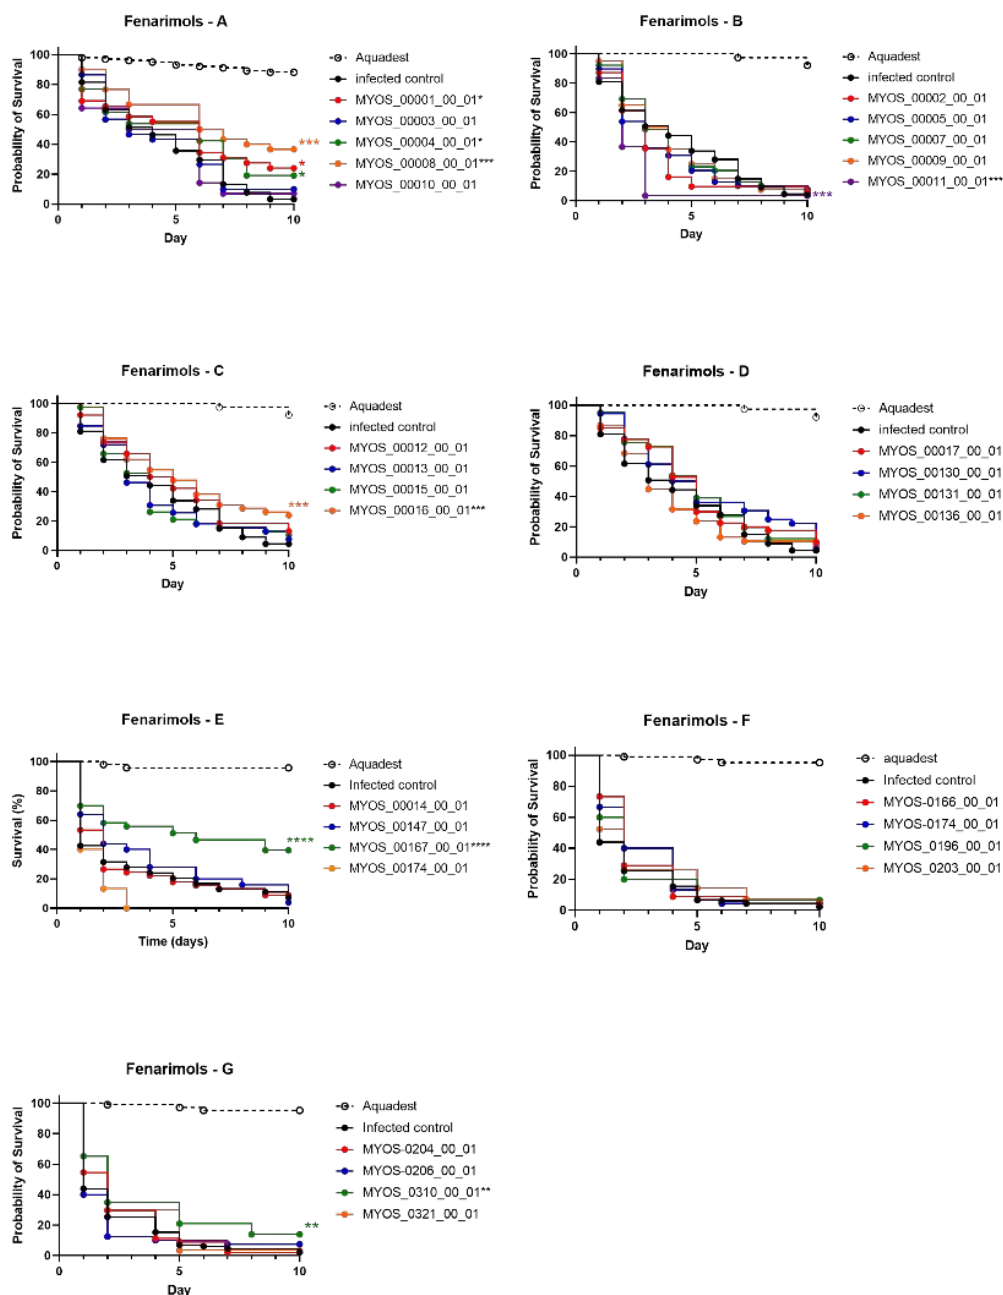 Fenarimols - A
Probability of Survival
100
80
60
40
20
0
0
5
10
Day
***
*
*
Aquadest
infected control
MYOS_00001_00_01*
MYOS_00003_00_01
MYOS_00004_00_01*
MYOS_00008_00_01***
MYOS_00010_00_01
Fenarimols - B
Probability of Survival
100
80
60
40
20
0
0
5
10
Day
***
Aquadest
infected control
MYOS_00002_00_01
MYOS_00005_00_01
MYOS_00007_00_01
MYOS_00009_00_01
MYOS_00011_00_01***
Fenarimols - C
Probability of Survival
100
80
60
40
20
0
0
5
10
Day
***
Aquadest
infected control
MYOS_00012_00_01
MYOS_00013_00_01
MYOS_00015_00_01
MYOS_00016_00_01***
Fenarimols - D
Probability of Survival
100
80
60
40
20
0
0
5
10
Day
Aquadest
infected control
MYOS_00017_00_01
MYOS_00130_00_01
MYOS_00131_00_01
MYOS_00136_00_01
Fenarimols - E
Survival (%)
100
80
60
40
20
0
0
5
10
Time (days)
****
Aquadest
Infected control
MYOS_00014_00_01
MYOS_00147_00_01
MYOS_00167_00_01****
MYOS_00174_00_01
Fenarimols - F
Probability of Survival
100
80
60
40
20
0
0
5
10
Day
aquadest
Infected control
MYOS-0166_00_01
MYOS-0174_00_01
MYOS_0196_00_01
MYOS_0203_00_01
Fenarimols - G
Probability of Survival
100
80
60
40
20
0
0
5
10
Day
**
Aquadest
Infected control
MYOS-0204_00_01
MYOS-0206_00_01
MYOS_0310_00_01**
MYOS_0321_00_01